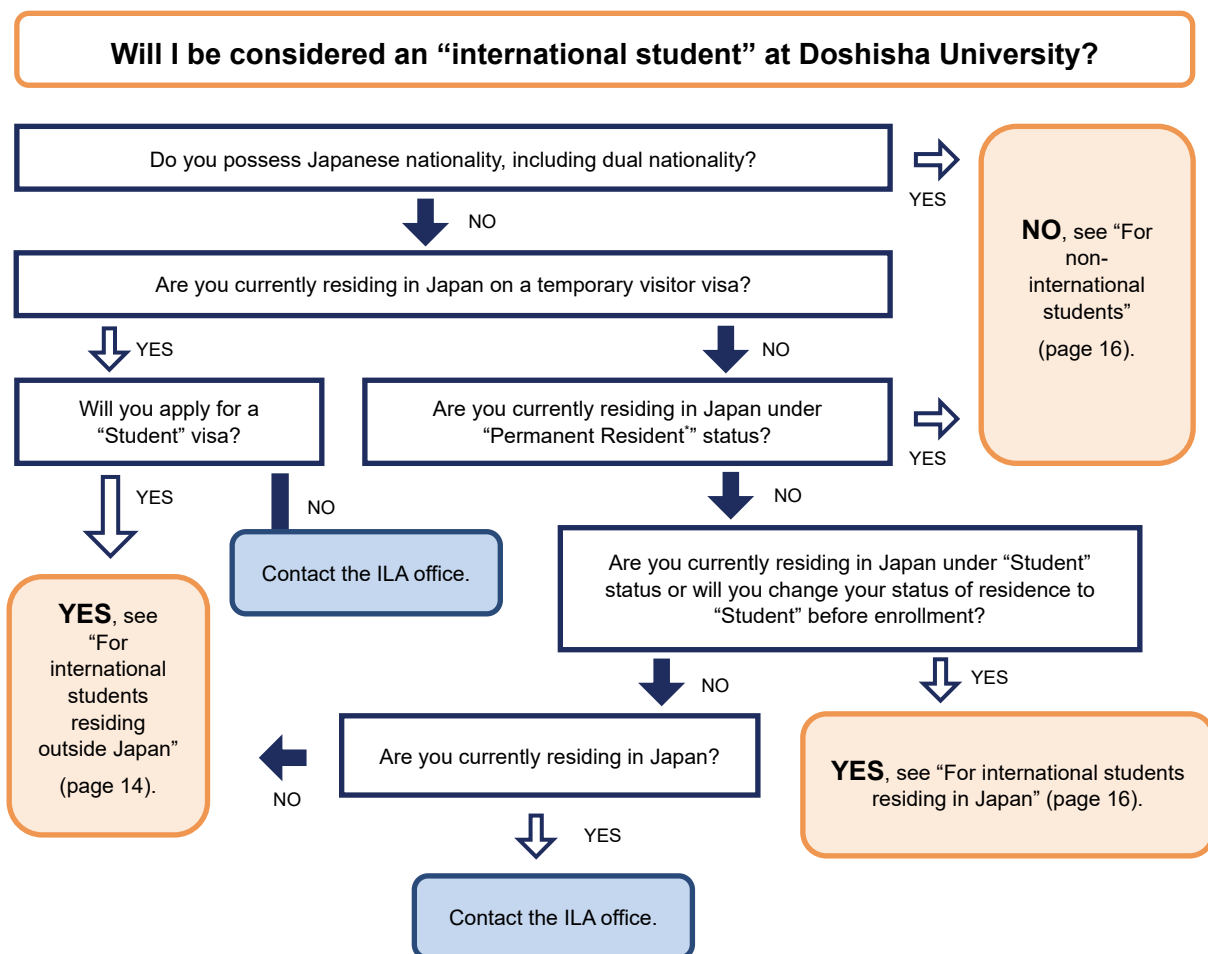 Will I be considered an “international student” at Doshisha University?
Do you possess Japanese nationality, including dual nationality?
YES
NO
NO, see “For
non-
international
students”
(page 16).
Are you currently residing in Japan on a temporary visitor visa?
YES
NO
Will you apply for a
“Student” visa?
Are you currently residing in Japan under
“Permanent Resident*” status?
YES
YES
NO
NO
Contact the ILA office.
Are you currently residing in Japan under “Student”
status or will you change your status of residence to
“Student” before enrollment?
YES, see
“For
international
students
residing
outside Japan”
(page 14).
NO
YES
Are you currently residing in Japan?
NO
YES, see “For international students
residing in Japan” (page 16).
YES
Contact the ILA office.